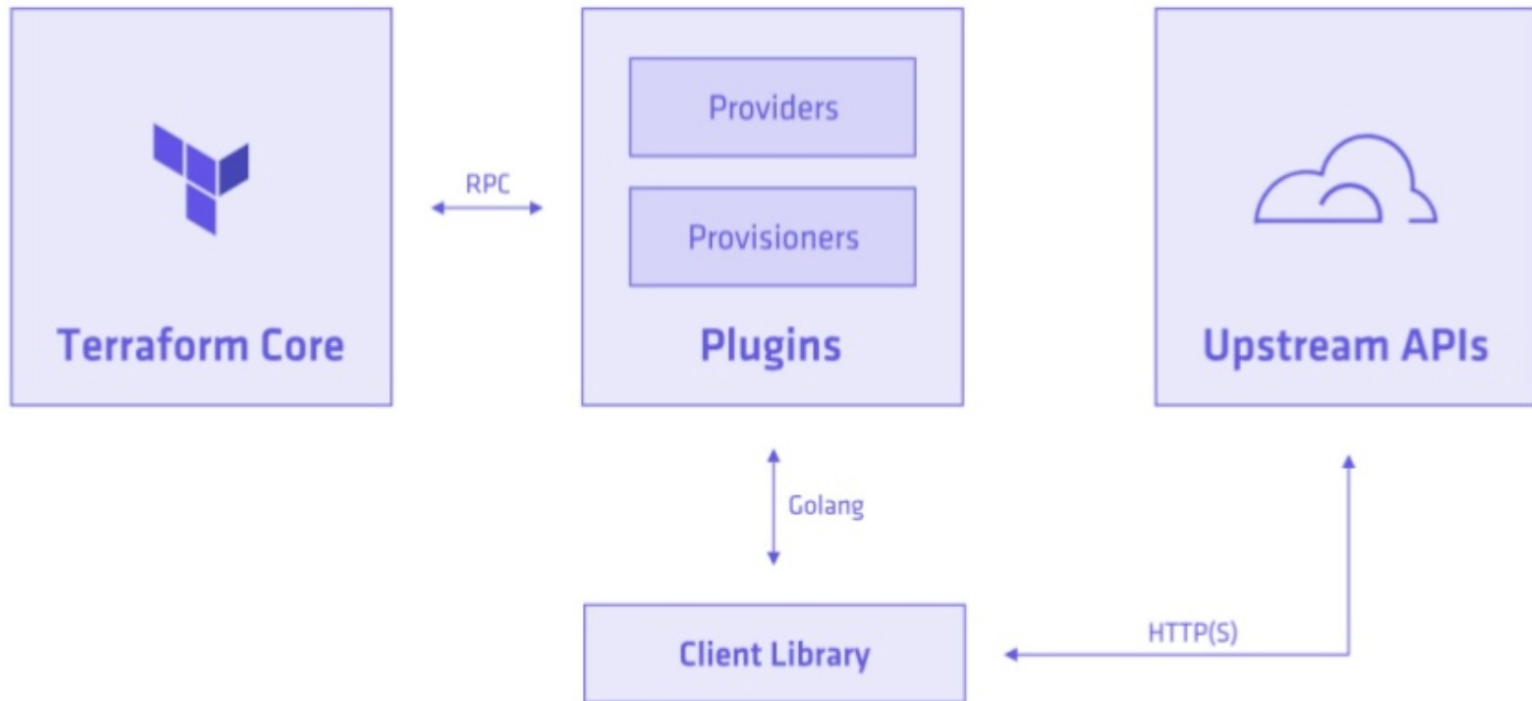 Providers
RPC
Provisioners
Terraform Core
Plugins
Upstream APIs
Golang
HTTP(S)
Client Library